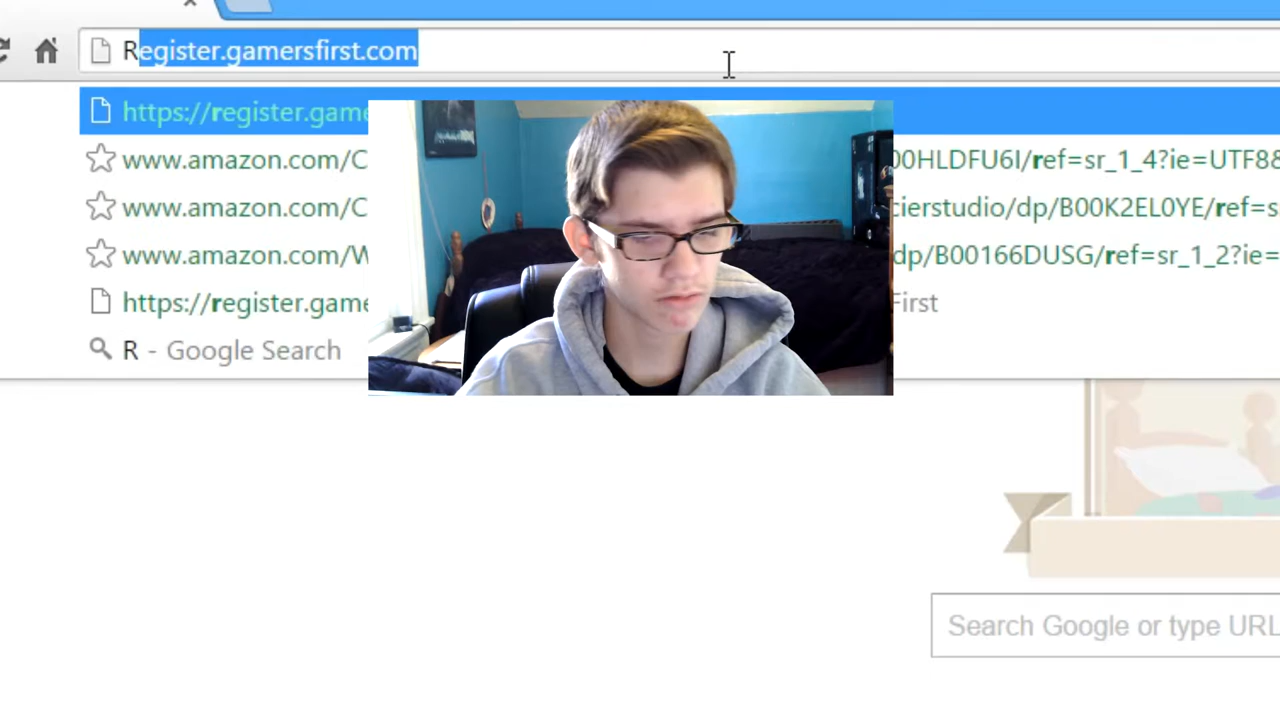 Register.gamersfirst.com
https://register.game
www.amazon.com/C 00HLDFU6I/ref=sr_1_4?ie=UTF8&
www.amazon.com/C cierstudio/dp/B00K2EL0YE/ref=s
www.amazon.com/W dp/B00166DUSG/ref=sr_1_2?ie=
https://register.game First
R - Google Search
Search Google or type URL